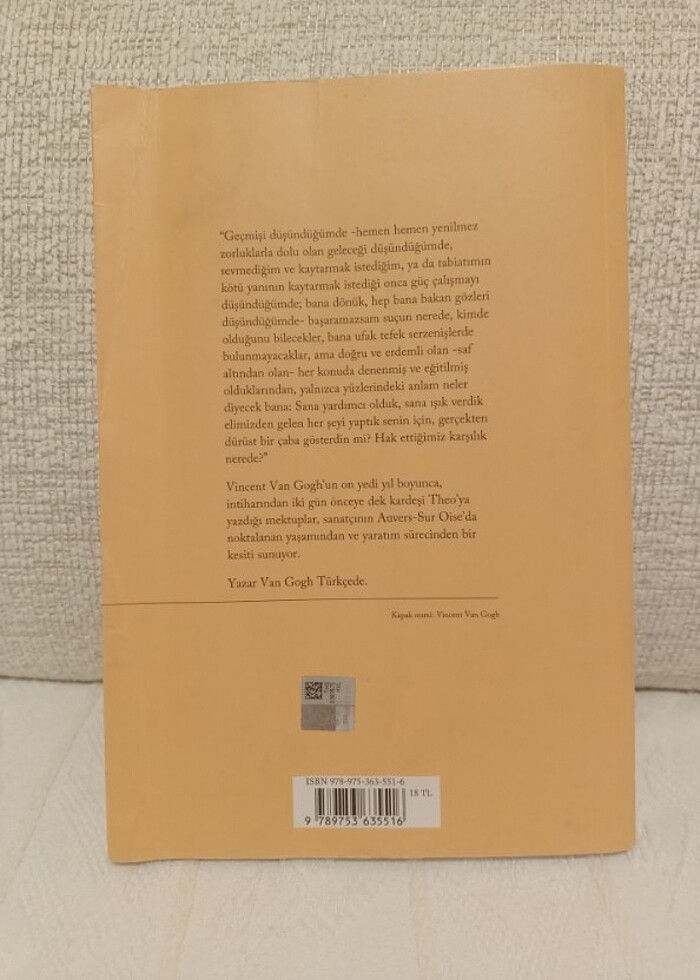 “Geçmişi düşündüğümde -hemen hemen yenilmez
zorluklarla dolu olan geleceği düşündüğümde,
sevmediğim ve kaytarmak istediğim, ya da tabiatımın
kötü yanının kaytarmak istediği onca güç çalışmayı
düşündüğümde; bana dönük, hep bana bakan gözleri
düşündüğümde- başaramazsam suçun nerede, kimde
olduğunu bilecekler, bana ufak tefek serzenişlerde
bulunmayacaklar, ama doğru ve erdemli olan -saf
altından olan- her konuda denenmiş ve eğitilmiş
olduklarından, yalnızca yüzlerindeki anlam neler
diyecek bana: Sana yardımcı olduk, sana ışık verdik
elimizden gelen her şeyi yaptık senin için, gerçekten
dürüst bir çaba gösterdin mi? Hak ettiğimiz karşılık
nerede?”
Vincent Van Gogh'un on yedi yıl boyunca,
intiharından iki gün önceye dek kardeşi Theo'ya
yazdığı mektuplar, sanatçının Auvers-Sur Oise'da
noktalanan yaşamından ve yaratım sürecinden bir
kesiti sunuyor.
Yazar Van Gogh Türkçede.
Kapak resmi: Vincent Van Gogh
ISBN 978-975-363-551-6
18 TL
9 789753 635516